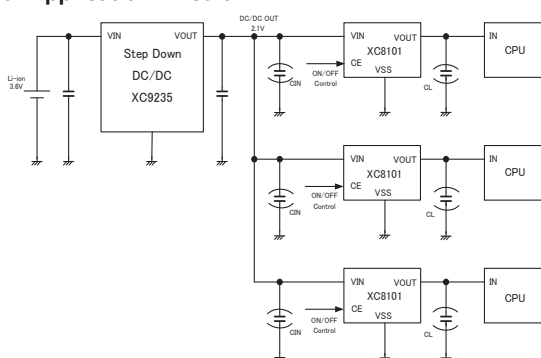 DC/DC OUT
2.1V
VIN VOUT
Step Down
DC/DC
XC9235
Li-ion
3.6V
VIN VOUT
XC8101
CE
VSS
ON/OFF
Control
CIN
CL
IN
CPU
VIN VOUT
XC8101
CE
VSS
ON/OFF
Control
CIN
CL
IN
CPU
VIN VOUT
XC8101
CE
VSS
ON/OFF
Control
CIN
CL
IN
CPU